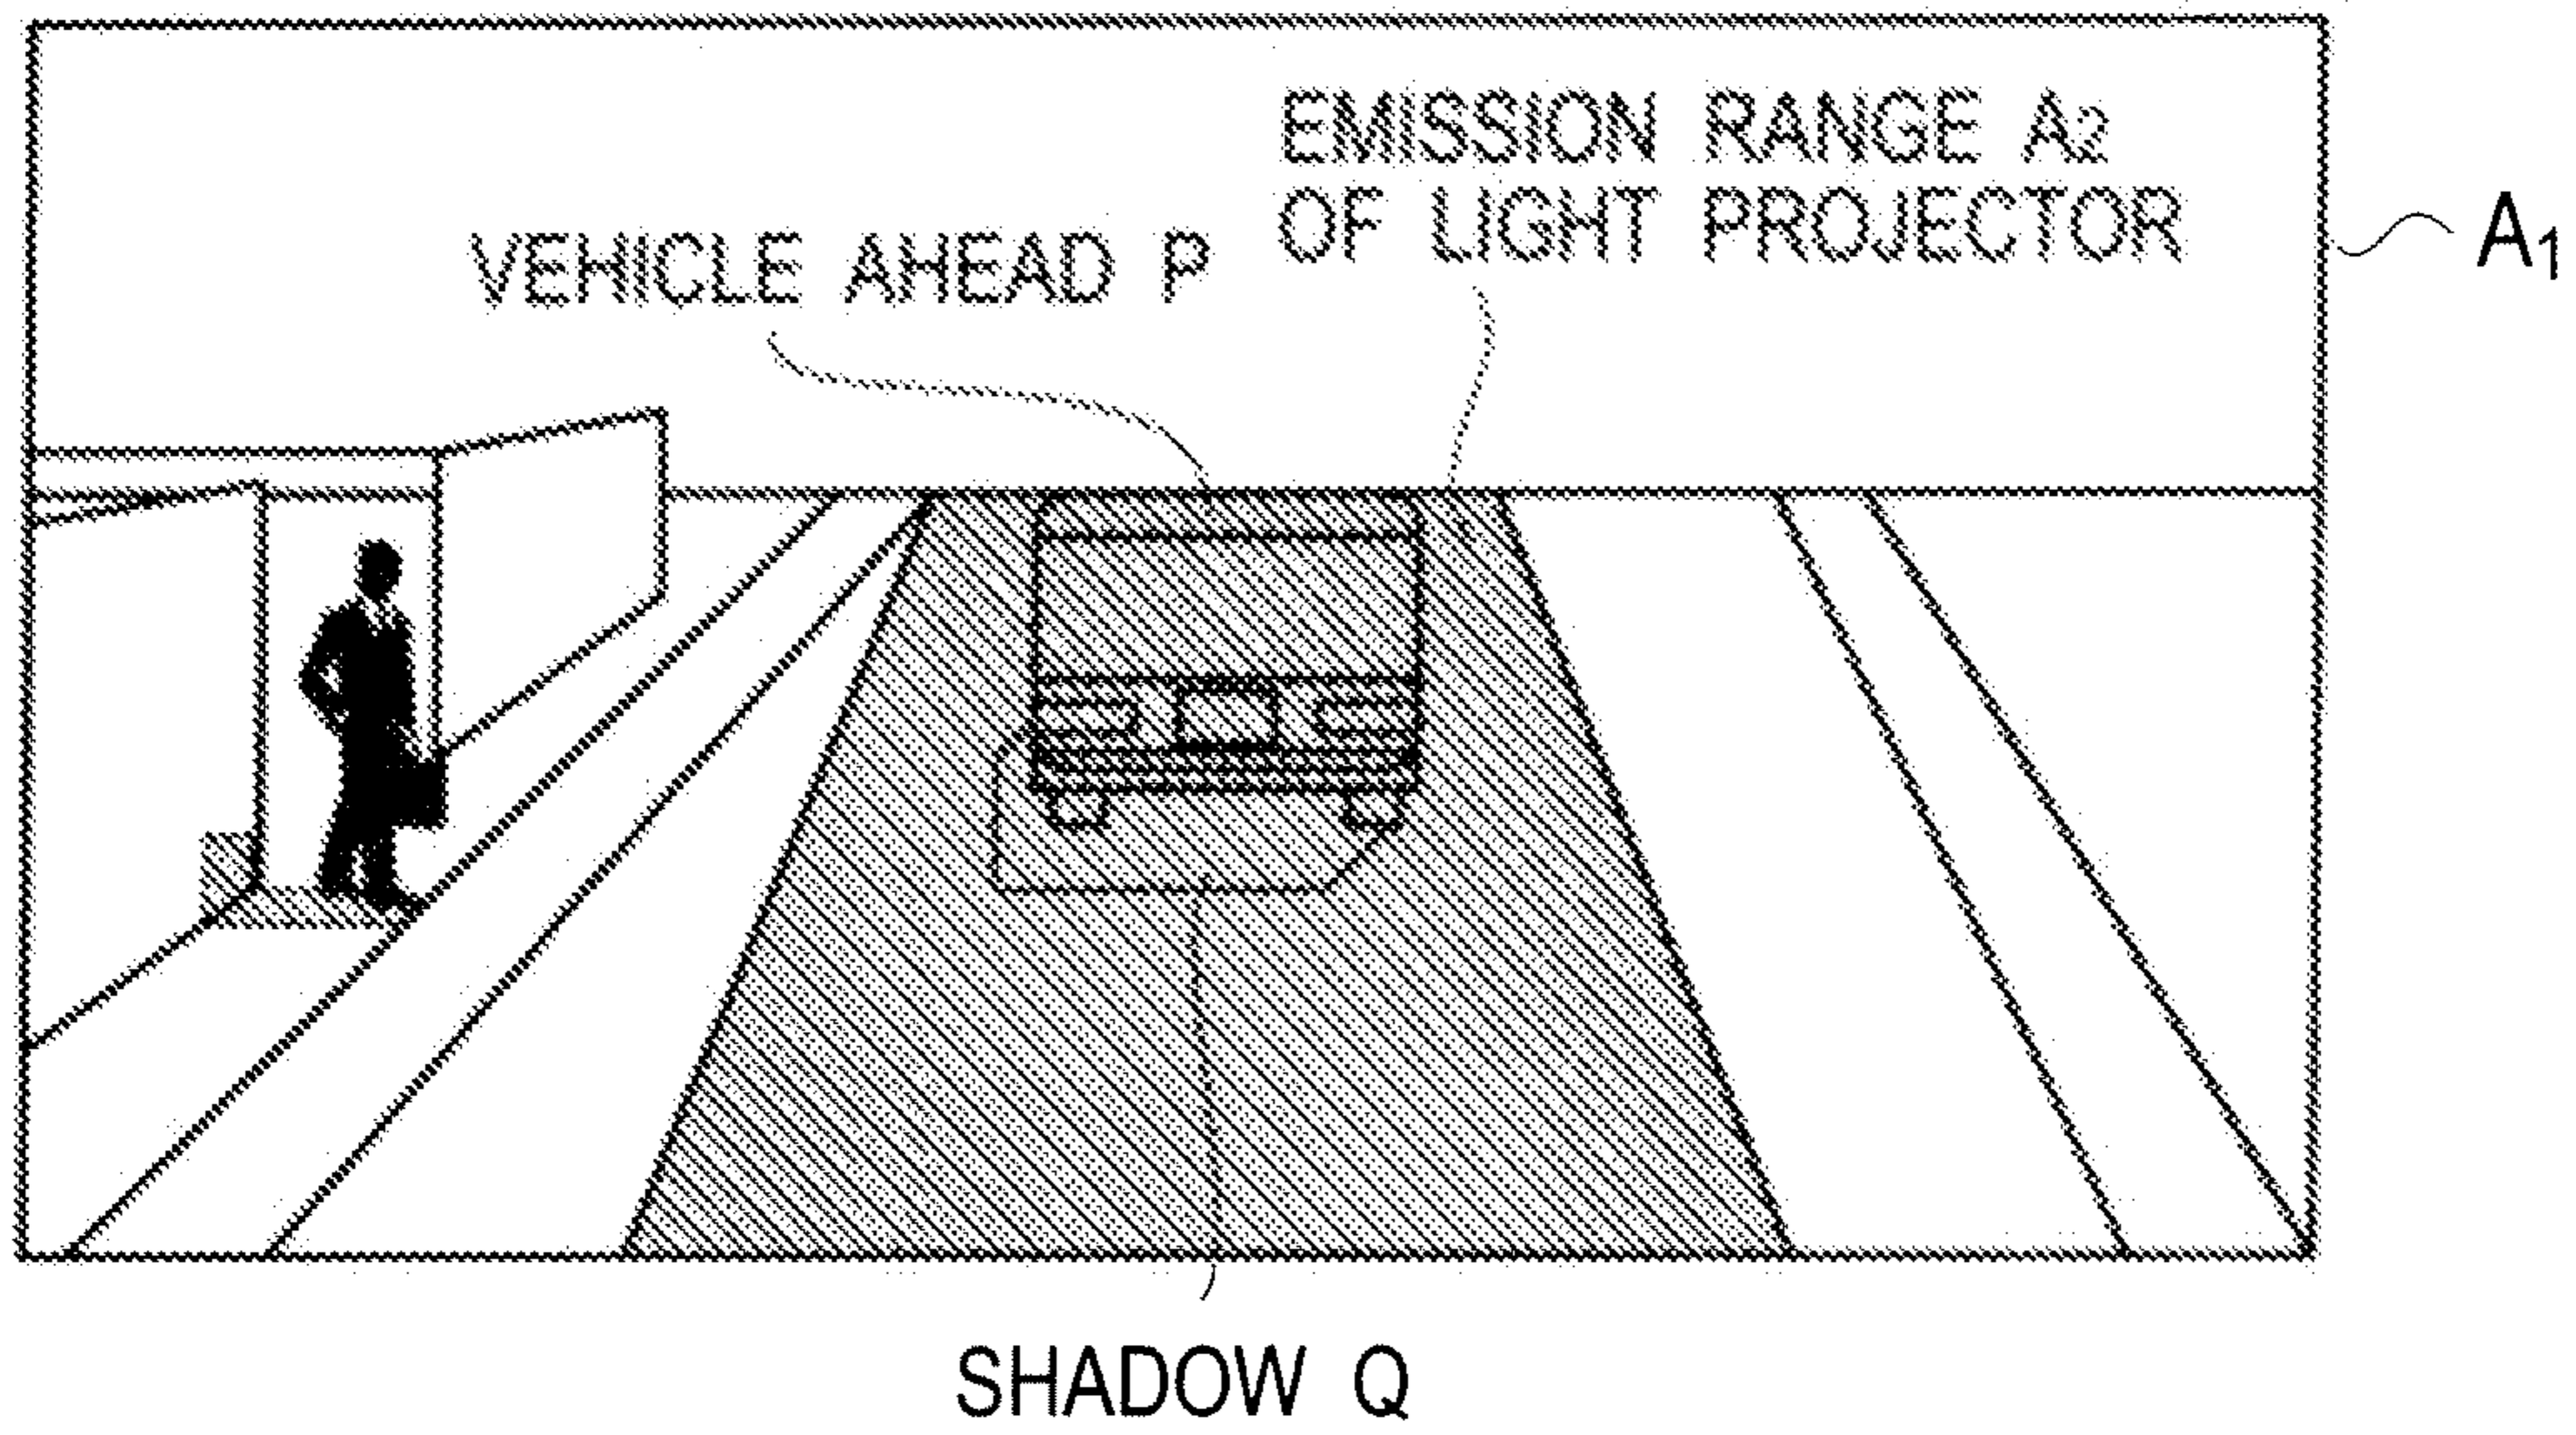 EMISSION RANGE A2
OF LIGHT PROJECTOR
VEHICLE AHEAD P
A1
SHADOW Q